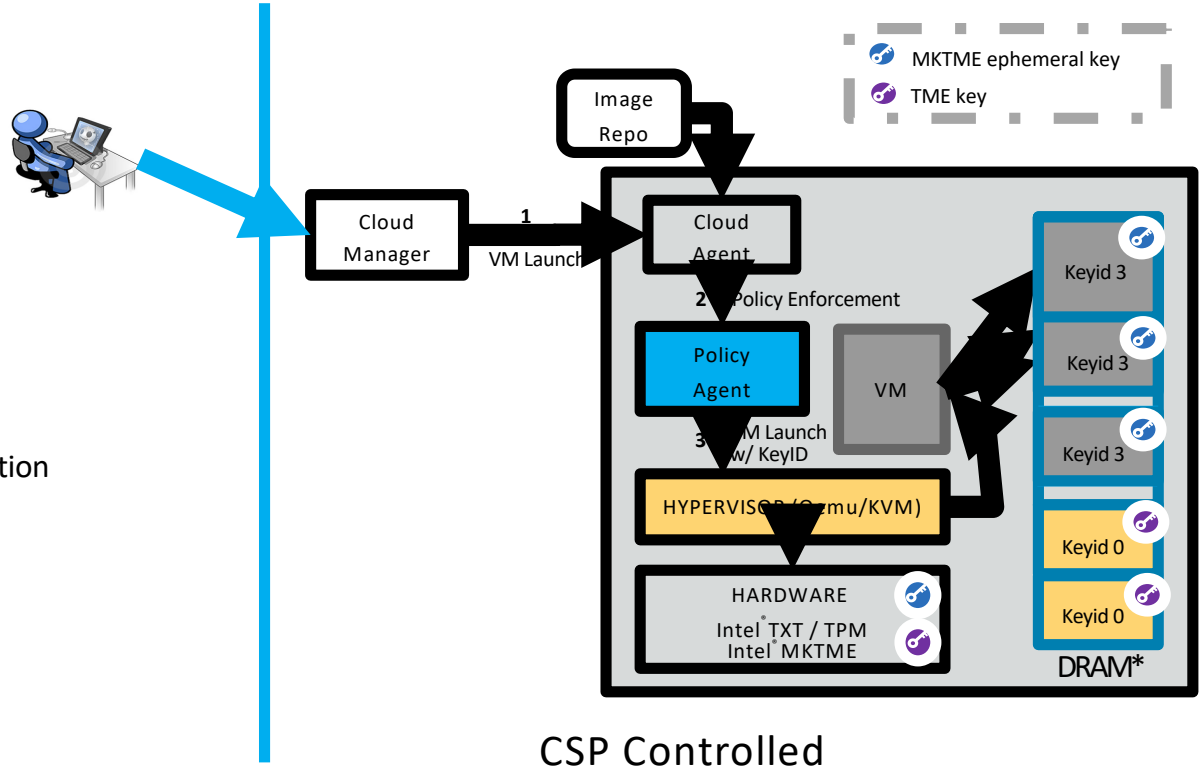 MKTME ephemeral key
TME key
Image
Repo
Cloud
Manager
1
VM Launch
Cloud
Agent
2
Policy Enforcement
Policy
Agent
VM
3
M Launch
w/ KeyID
HYPERVISOR (Qemu/KVM)
HARDWARE
Intel® TXT / TPM
Intel® MKTME
Keyid 3
Keyid 3
Keyid 3
Keyid 0
Keyid 0
DRAM*
tion
CSP Controlled